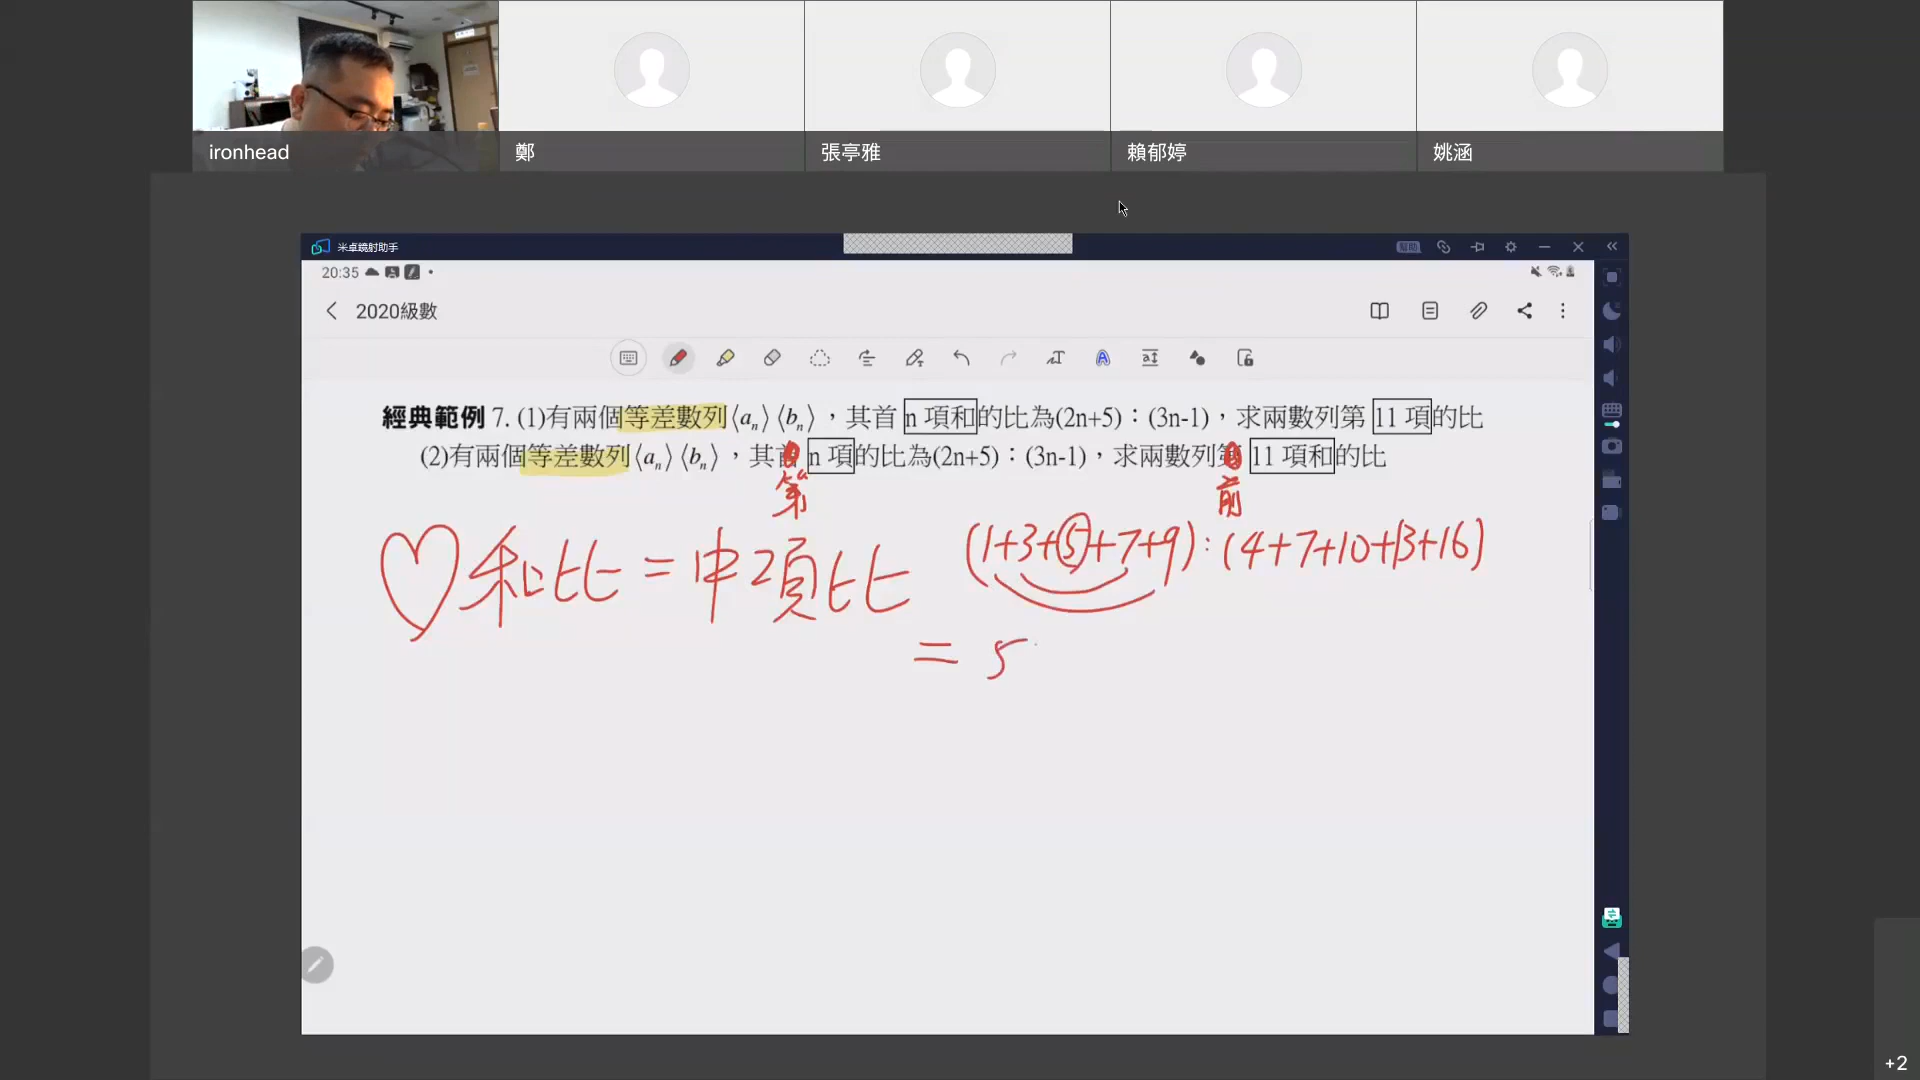 ironhead
鄭
張亭雅
賴郁婷
姚涵
米卓鏡射助手
20:35
2020級數
經典範例 7. (1)有兩個等差數列⟨aₙ⟩⟨bₙ⟩，其首 n 項和的比為(2n+5)：(3n-1)，求兩數列第 11 項的比
(2)有兩個等差數列⟨aₙ⟩⟨bₙ⟩，其首 n 項的比為(2n+5)：(3n-1)，求兩數列第 11 項和的比
第
前
和比 = 中項比
(1+3+5+7+9) : (4+7+10+13+16)
= 5
+2